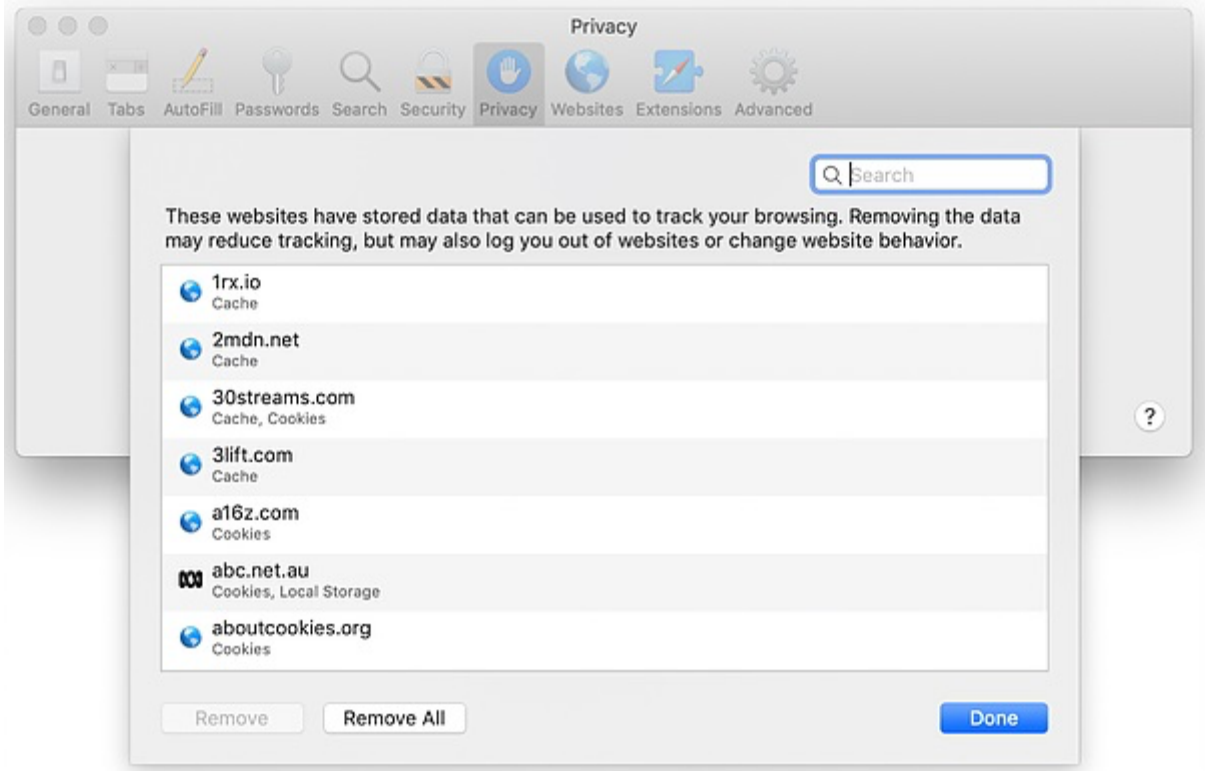 Privacy
General Tabs AutoFill Passwords Search Security Privacy Websites Extensions Advanced
Search
These websites have stored data that can be used to track your browsing. Removing the data
may reduce tracking, but may also log you out of websites or change website behavior.
1rx.io
Cache
2mdn.net
Cache
30streams.com
Cache, Cookies
3lift.com
Cache
a16z.com
Cookies
abc.net.au
Cookies, Local Storage
aboutcookies.org
Cookies
?
Remove Remove All Done